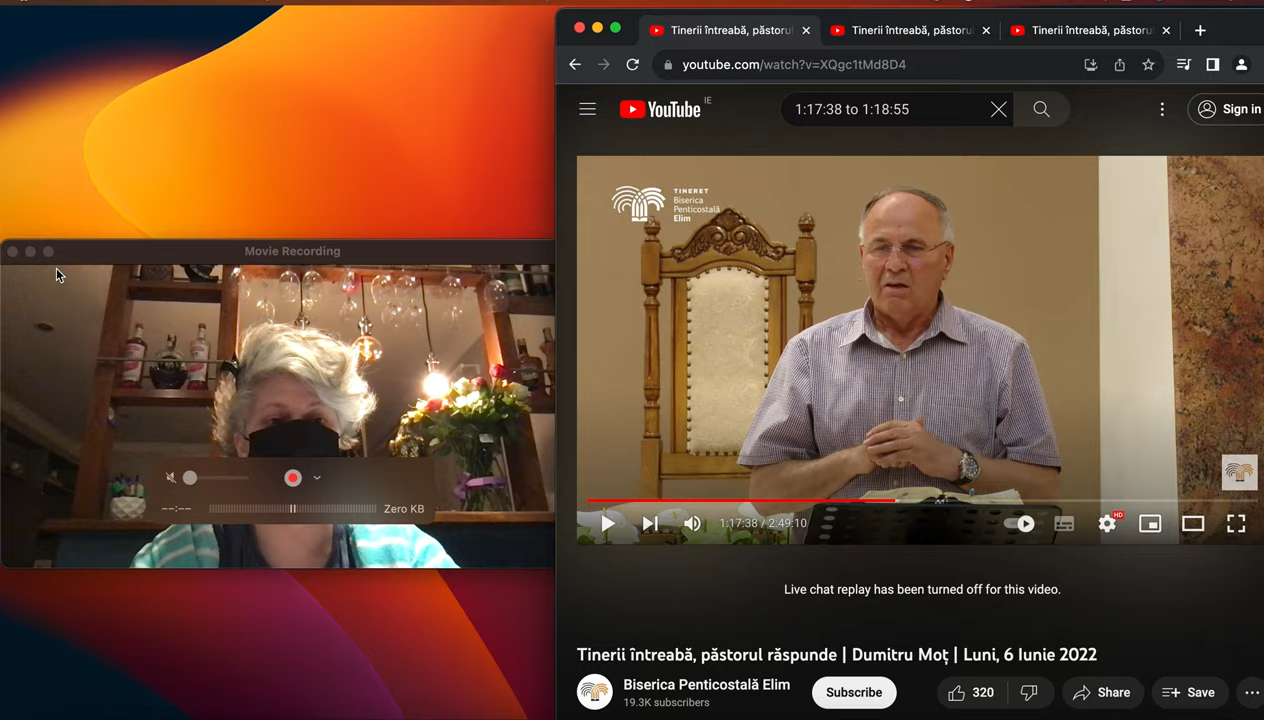 Tinerii întreabă, păstorul
Tinerii întreabă, păstorul
Tinerii întreabă, păstorul
youtube.com/watch?v=XQgc1tMd8D4
YouTube IE
1:17:38 to 1:18:55
Sign in
TINERET
Biserica
Penticostală
Elim
Movie Recording
--:--
Zero KB
1:17:38 / 2:49:10
HD
Live chat replay has been turned off for this video.
Tinerii întreabă, păstorul răspunde | Dumitru Moț | Luni, 6 Iunie 2022
Biserica Penticostală Elim
19.3K subscribers
Subscribe
320
Share
Save